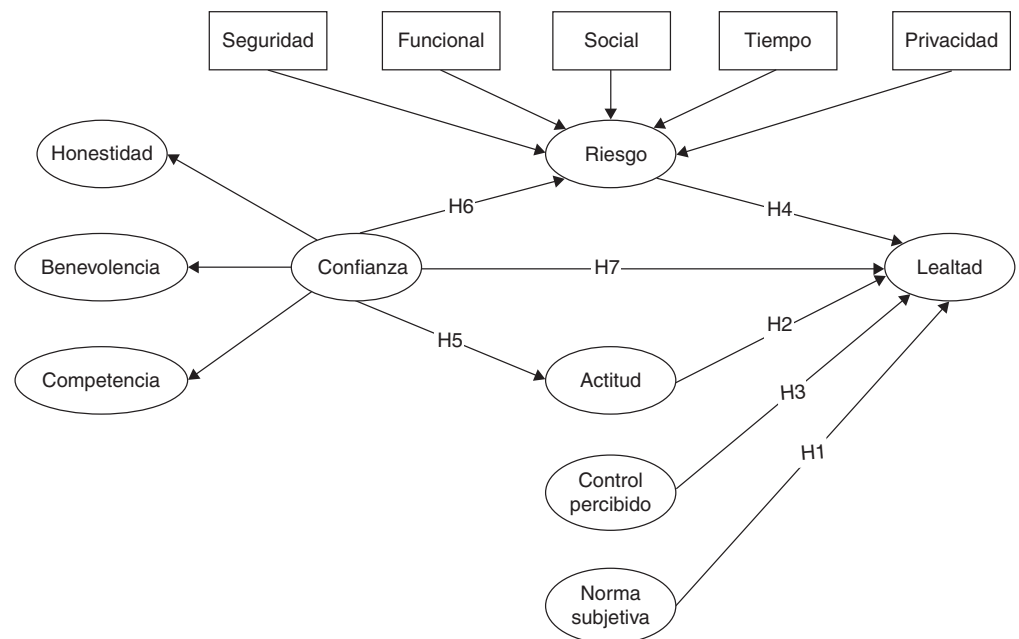 Seguridad
Funcional
Social
Tiempo
Privacidad
Honestidad
Riesgo
H6
H4
Benevolencia
Confianza
H7
Lealtad
H5
H2
Competencia
Actitud
H3
H1
Control
percibido
Norma
subjetiva